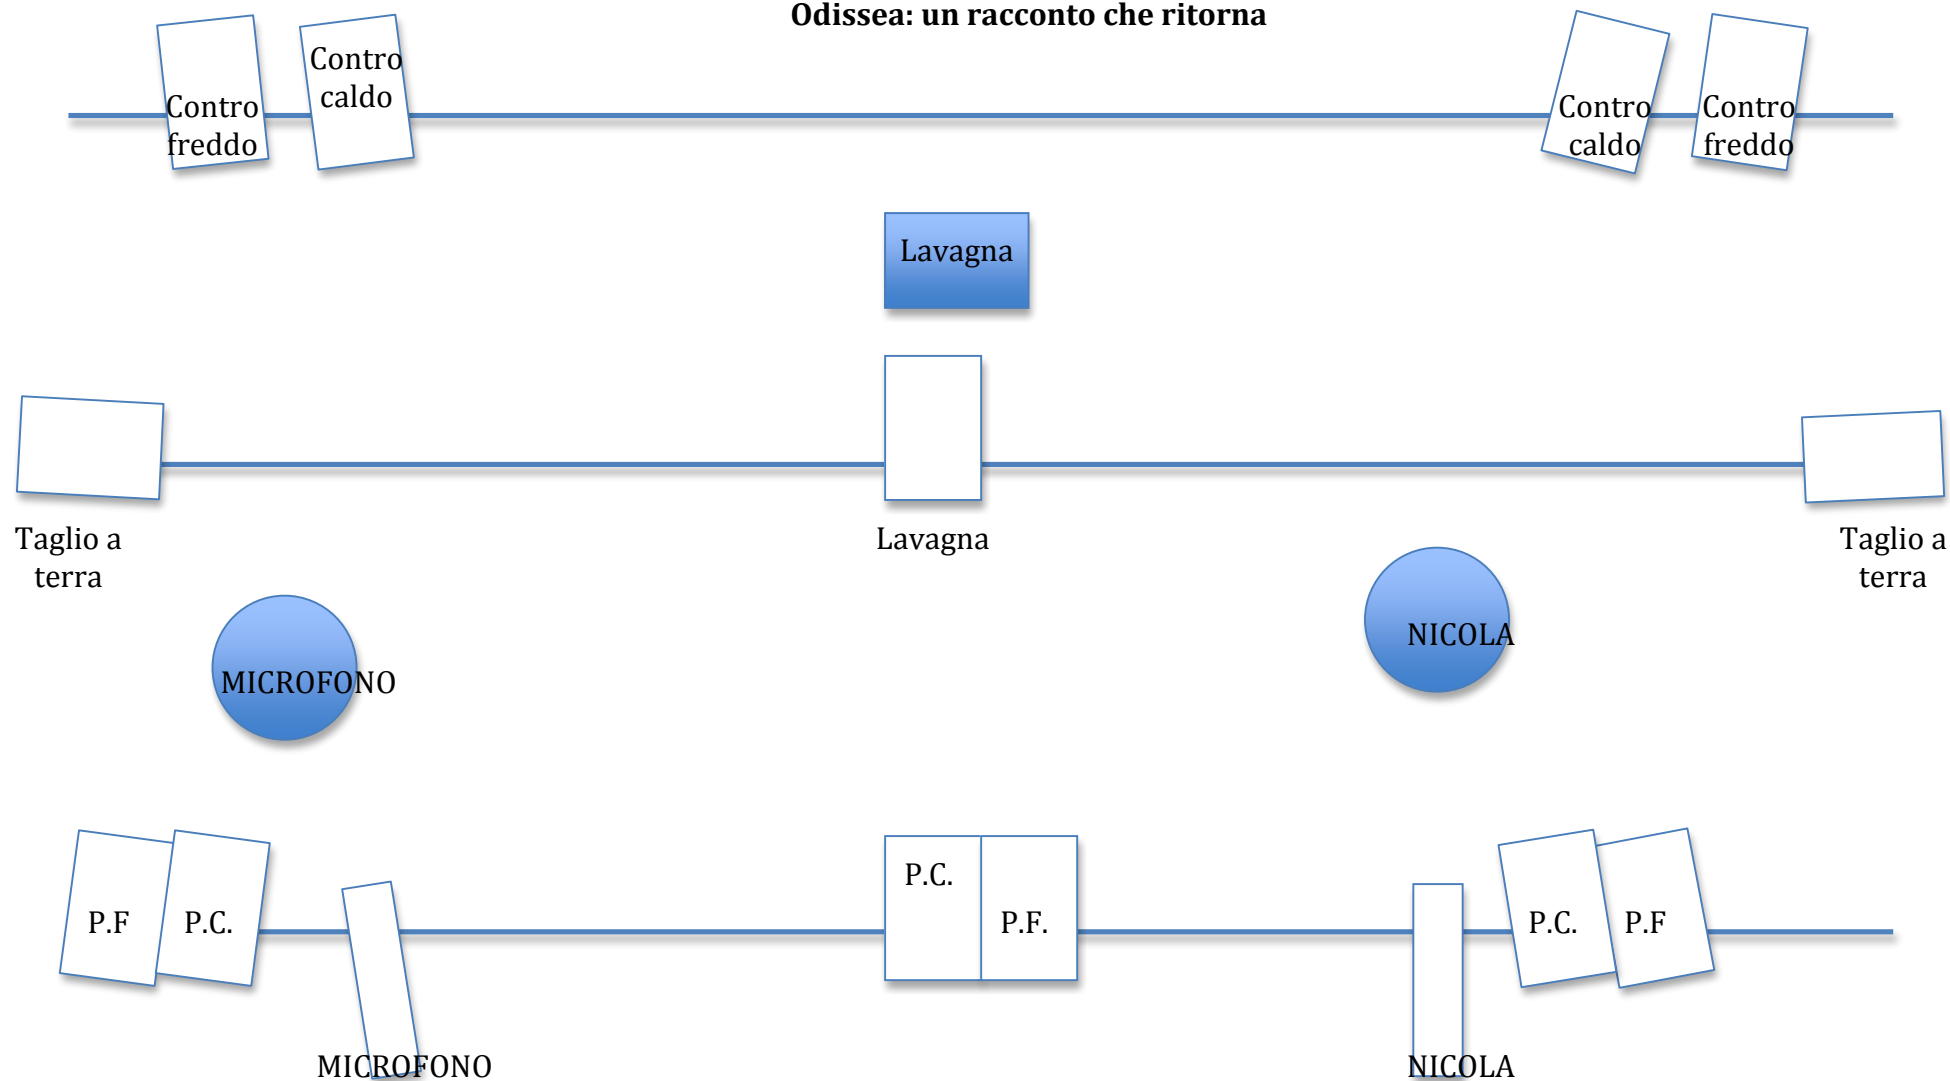 Odissea: un racconto che ritorna
Contro
freddo
Contro
caldo
Contro
caldo
Contro
freddo
Lavagna
Taglio a
terra
Lavagna
Taglio a
terra
MICROFONO
NICOLA
P.F
P.C.
P.C.
P.F.
P.C.
P.F
MICROFONO
NICOLA